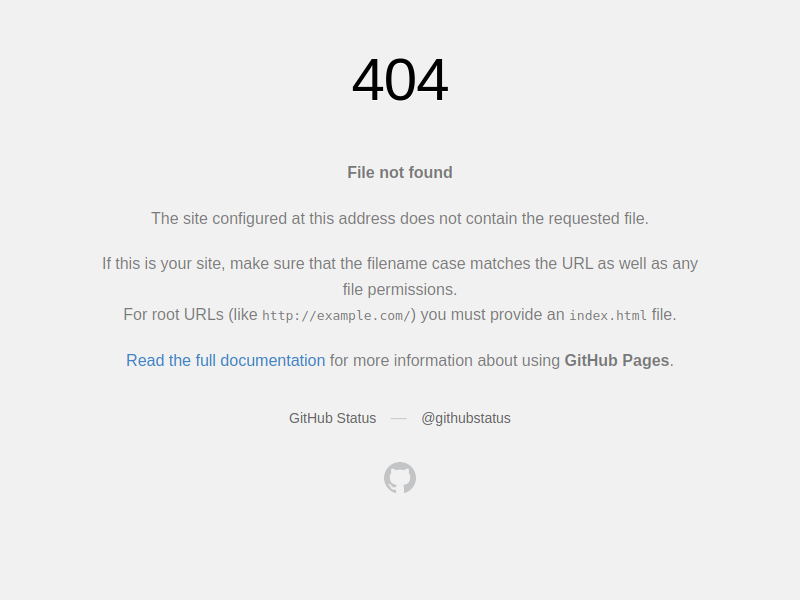 404
File not found
The site configured at this address does not contain the requested file.
If this is your site, make sure that the filename case matches the URL as well as any
file permissions.
For root URLs (like http://example.com/) you must provide an index.html file.
Read the full documentation for more information about using GitHub Pages.
GitHub Status — @githubstatus